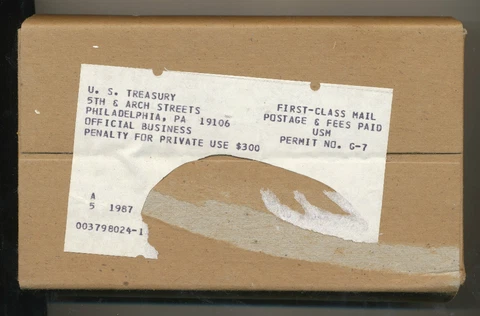 U. S. TREASURY
5TH & ARCH STREETS
PHILADELPHIA, PA 19106
OFFICIAL BUSINESS
PENALTY FOR PRIVATE USE $300
FIRST-CLASS MAIL
POSTAGE & FEES PAID
USM
PERMIT NO. G-7
A
5 1987
003798024-1